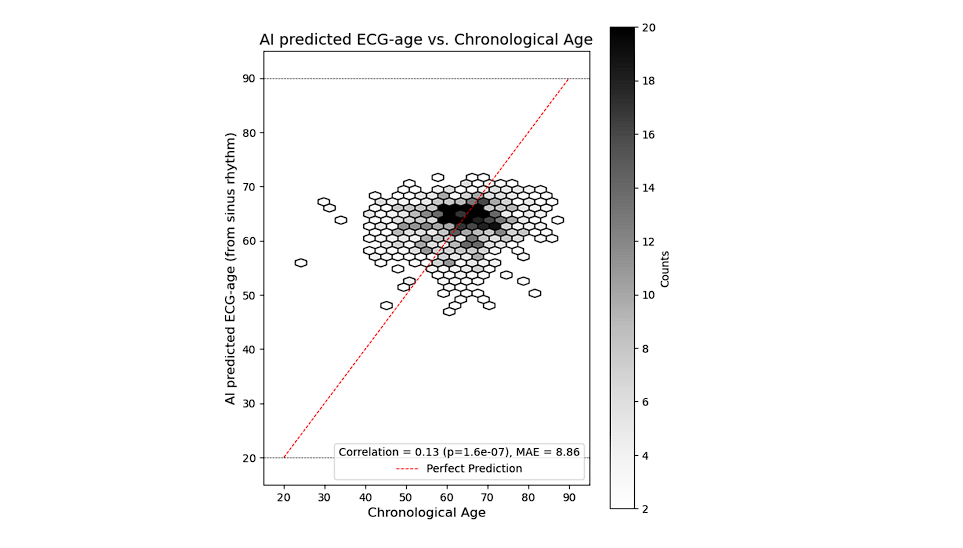 AI predicted ECG-age vs. Chronological Age
AI predicted ECG-age (from sinus rhythm)
90
80
70
60
50
40
30
20
20 30 40 50 60 70 80 90
Chronological Age
Correlation = 0.13 (p=1.6e-07), MAE = 8.86
Perfect Prediction
20
18
16
14
12
10
8
6
4
2
Counts